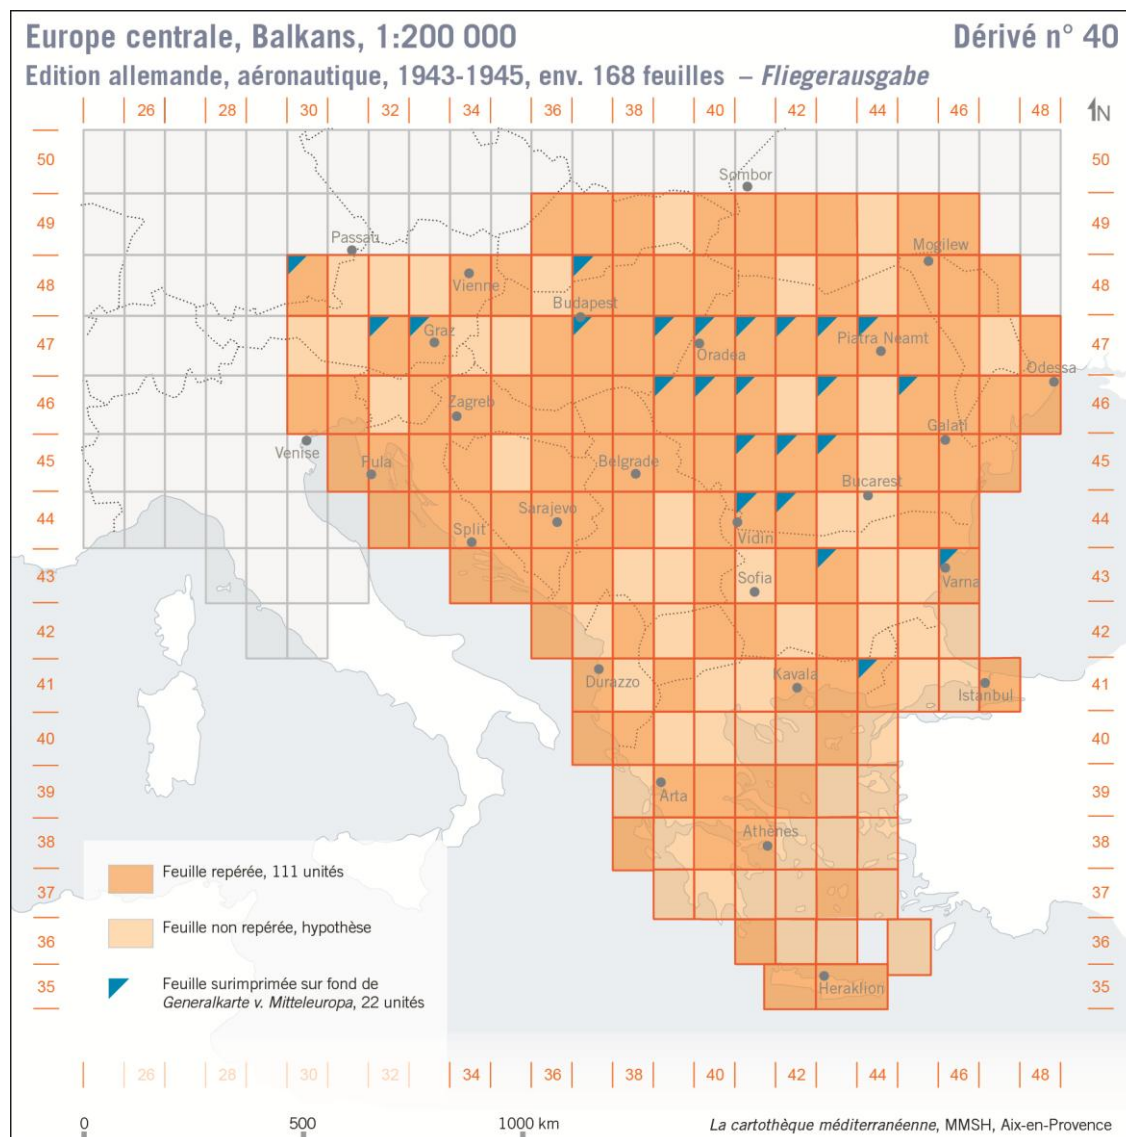 Europe centrale, Balkans, 1:200 000
Dérivé n° 40
Edition allemande, aéronautique, 1943-1945, env. 168 feuilles – Fliegerausgabe
26 28 30 32 34 36 38 40 42 44 46 48
N
50 50
Sombor
49 49
Passau
Mogilew
48 48
Vienne
Budapest
47 47
Graz
Oradea
Piatra Neamt
Odessa
46 46
Zagreb
Galati
Venise
45 45
Pula
Belgrade
Bucarest
44 44
Sarajevo
Split
Vidin
43 43
Sofia
Varna
42 42
41 41
Durazzo
Kavala
Istanbul
40 40
39 39
Arta
38 38
Athènes
Feuille repérée, 111 unités
37 37
Feuille non repérée, hypothèse
36 36
Feuille surimprimée sur fond de
Generalkarte v. Mitteleuropa, 22 unités
35 35
Heraklion
26 28 30 32 34 36 38 40 42 44 46 48
0 500 1000 km
La cartothèque méditerranéenne, MMSH, Aix-en-Provence